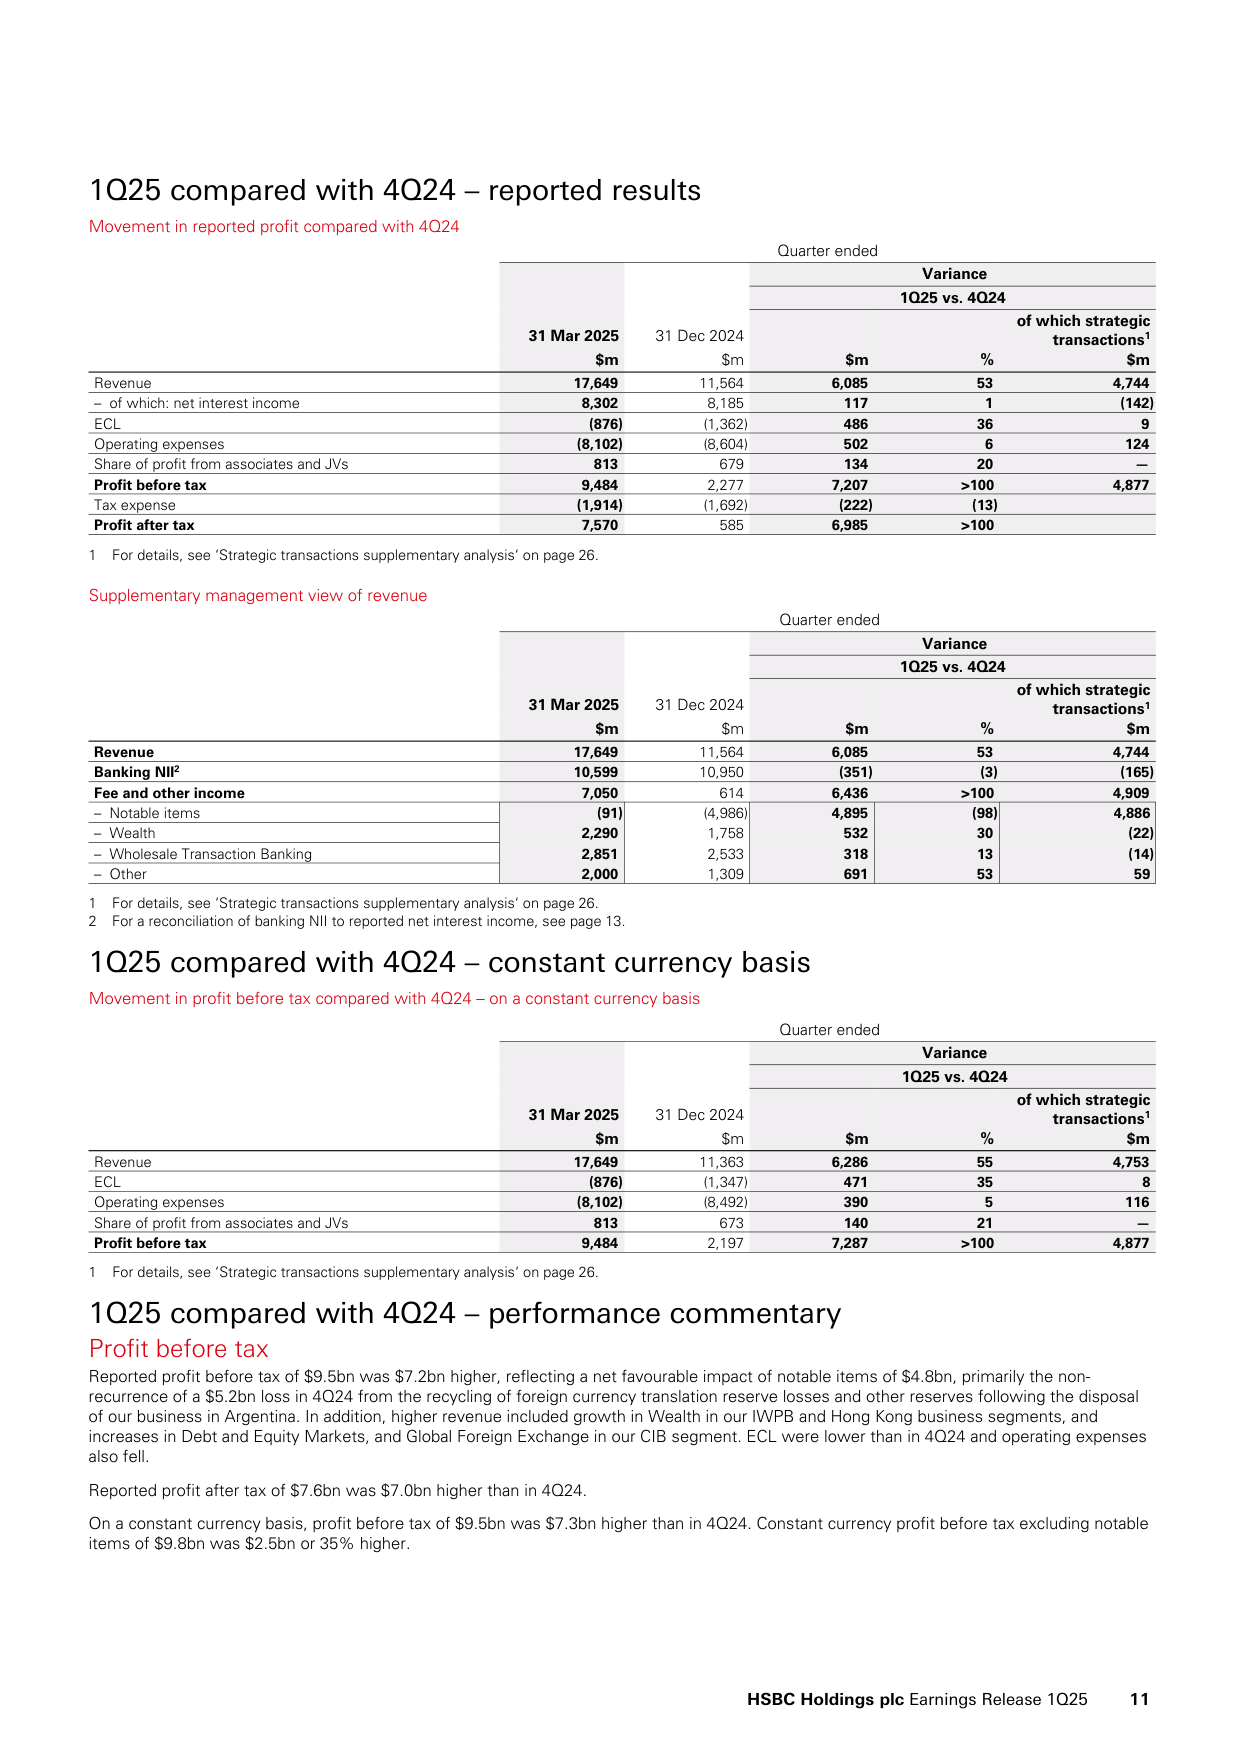 1Q25 compared with 4Q24 – reported results
Movement in reported profit compared with 4Q24
Quarter ended
Variance
1Q25 vs. 4Q24
31 Mar 2025 31 Dec 2024 of which strategic transactions¹
$m $m $m % $m
Revenue 17,649 11,564 6,085 53 4,744
– of which: net interest income 8,302 8,185 117 1 (142)
ECL (876) (1,362) 486 36 9
Operating expenses (8,102) (8,604) 502 6 124
Share of profit from associates and JVs 813 679 134 20 —
Profit before tax 9,484 2,277 7,207 >100 4,877
Tax expense (1,914) (1,692) (222) (13)
Profit after tax 7,570 585 6,985 >100
1 For details, see ‘Strategic transactions supplementary analysis’ on page 26.
Supplementary management view of revenue
Quarter ended
Variance
1Q25 vs. 4Q24
31 Mar 2025 31 Dec 2024 of which strategic transactions¹
$m $m $m % $m
Revenue 17,649 11,564 6,085 53 4,744
Banking NII² 10,599 10,950 (351) (3) (165)
Fee and other income 7,050 614 6,436 >100 4,909
– Notable items (91) (4,986) 4,895 (98) 4,886
– Wealth 2,290 1,758 532 30 (22)
– Wholesale Transaction Banking 2,851 2,533 318 13 (14)
– Other 2,000 1,309 691 53 59
1 For details, see ‘Strategic transactions supplementary analysis’ on page 26.
2 For a reconciliation of banking NII to reported net interest income, see page 13.
1Q25 compared with 4Q24 – constant currency basis
Movement in profit before tax compared with 4Q24 – on a constant currency basis
Quarter ended
Variance
1Q25 vs. 4Q24
31 Mar 2025 31 Dec 2024 of which strategic transactions¹
$m $m $m % $m
Revenue 17,649 11,363 6,286 55 4,753
ECL (876) (1,347) 471 35 8
Operating expenses (8,102) (8,492) 390 5 116
Share of profit from associates and JVs 813 673 140 21 —
Profit before tax 9,484 2,197 7,287 >100 4,877
1 For details, see ‘Strategic transactions supplementary analysis’ on page 26.
1Q25 compared with 4Q24 – performance commentary
Profit before tax
Reported profit before tax of $9.5bn was $7.2bn higher, reflecting a net favourable impact of notable items of $4.8bn, primarily the non-
recurrence of a $5.2bn loss in 4Q24 from the recycling of foreign currency translation reserve losses and other reserves following the disposal
of our business in Argentina. In addition, higher revenue included growth in Wealth in our IWPB and Hong Kong business segments, and
increases in Debt and Equity Markets, and Global Foreign Exchange in our CIB segment. ECL were lower than in 4Q24 and operating expenses
also fell.
Reported profit after tax of $7.6bn was $7.0bn higher than in 4Q24.
On a constant currency basis, profit before tax of $9.5bn was $7.3bn higher than in 4Q24. Constant currency profit before tax excluding notable
items of $9.8bn was $2.5bn or 35% higher.
HSBC Holdings plc Earnings Release 1Q25 11